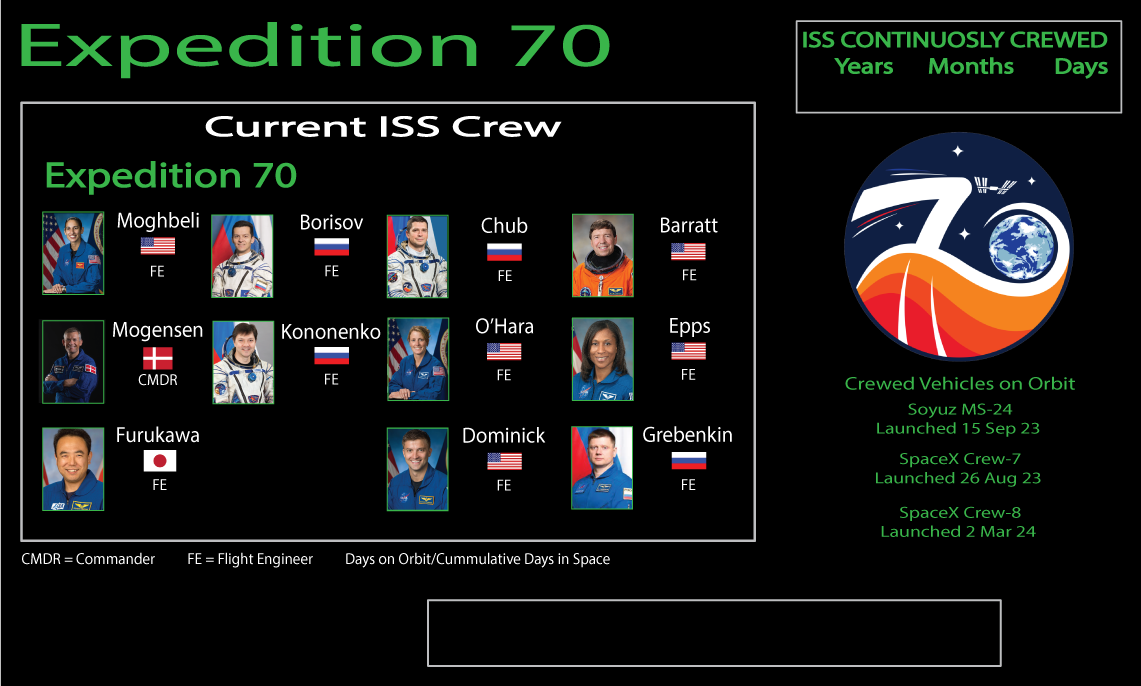 Expedition 70
ISS CONTINUOSLY CREWED
Years Months Days
Current ISS Crew
Expedition 70
Moghbeli
FE
Borisov
FE
Chub
FE
Barratt
FE
Mogensen
CMDR
Kononenko
FE
O'Hara
FE
Epps
FE
Furukawa
FE
Dominick
FE
Grebenkin
FE
70
Crewed Vehicles on Orbit
Soyuz MS-24
Launched 15 Sep 23
SpaceX Crew-7
Launched 26 Aug 23
SpaceX Crew-8
Launched 2 Mar 24
CMDR = Commander FE = Flight Engineer Days on Orbit/Cummulative Days in Space